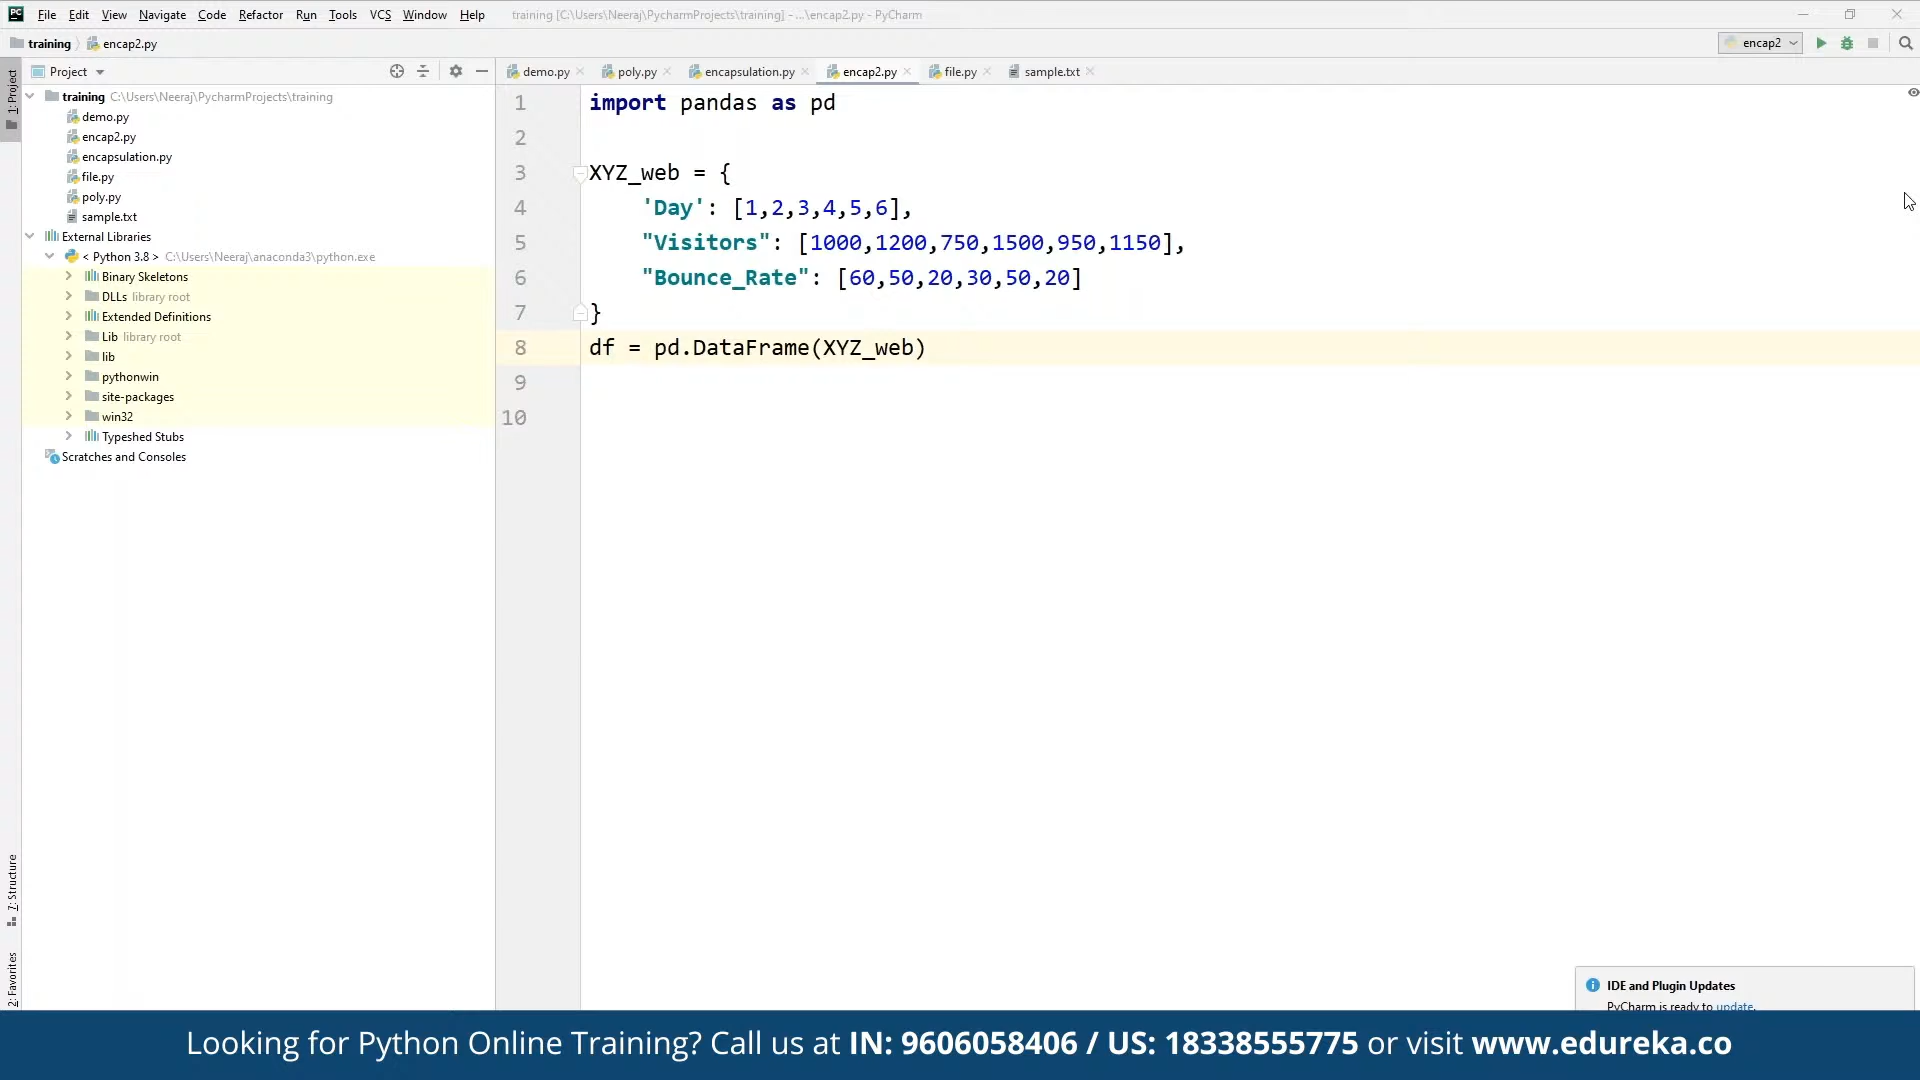 PC File Edit View Navigate Code Refactor Run Tools VCS Window Help training [C:\Users\Neeraj\PycharmProjects\training] - ...\encap2.py - PyCharm
training encap2.py encap2
Project demo.py poly.py encapsulation.py encap2.py file.py sample.txt
1: Project
training C:\Users\Neeraj\PycharmProjects\training
demo.py
encap2.py
encapsulation.py
file.py
poly.py
sample.txt
External Libraries
< Python 3.8 > C:\Users\Neeraj\anaconda3\python.exe
Binary Skeletons
DLLs library root
Extended Definitions
Lib library root
lib
pythonwin
site-packages
win32
Typeshed Stubs
Scratches and Consoles
7: Structure
2: Favorites
1 import pandas as pd
2
3 XYZ_web = {
4 'Day': [1,2,3,4,5,6],
5 "Visitors": [1000,1200,750,1500,950,1150],
6 "Bounce_Rate": [60,50,20,30,50,20]
7 }
8 df = pd.DataFrame(XYZ_web)
9
10
IDE and Plugin Updates
PyCharm is ready to update.
Looking for Python Online Training? Call us at IN: 9606058406 / US: 18338555775 or visit www.edureka.co